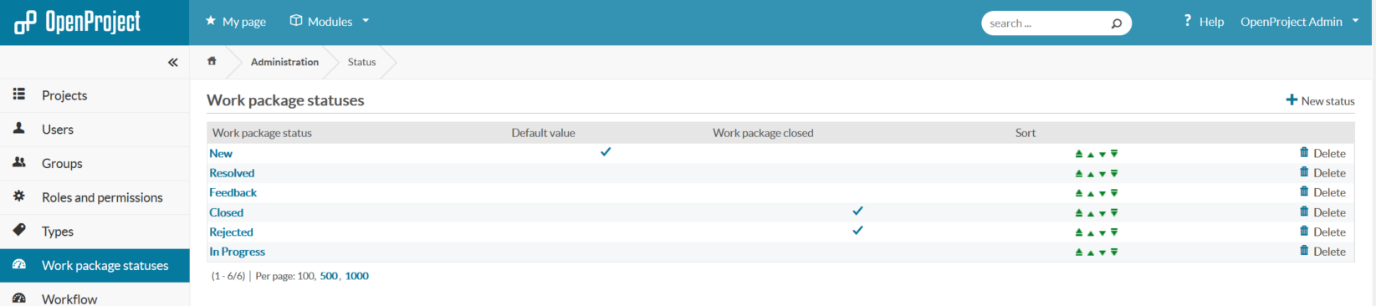 OpenProject My page Modules search ... Help OpenProject Admin
Administration Status
Projects
Users
Groups
Roles and permissions
Types
Work package statuses
Workflow
Work package statuses New status
Work package status Default value Work package closed Sort
New Delete
Resolved Delete
Feedback Delete
Closed Delete
Rejected Delete
In Progress Delete
(1 - 6/6) | Per page: 100, 500, 1000